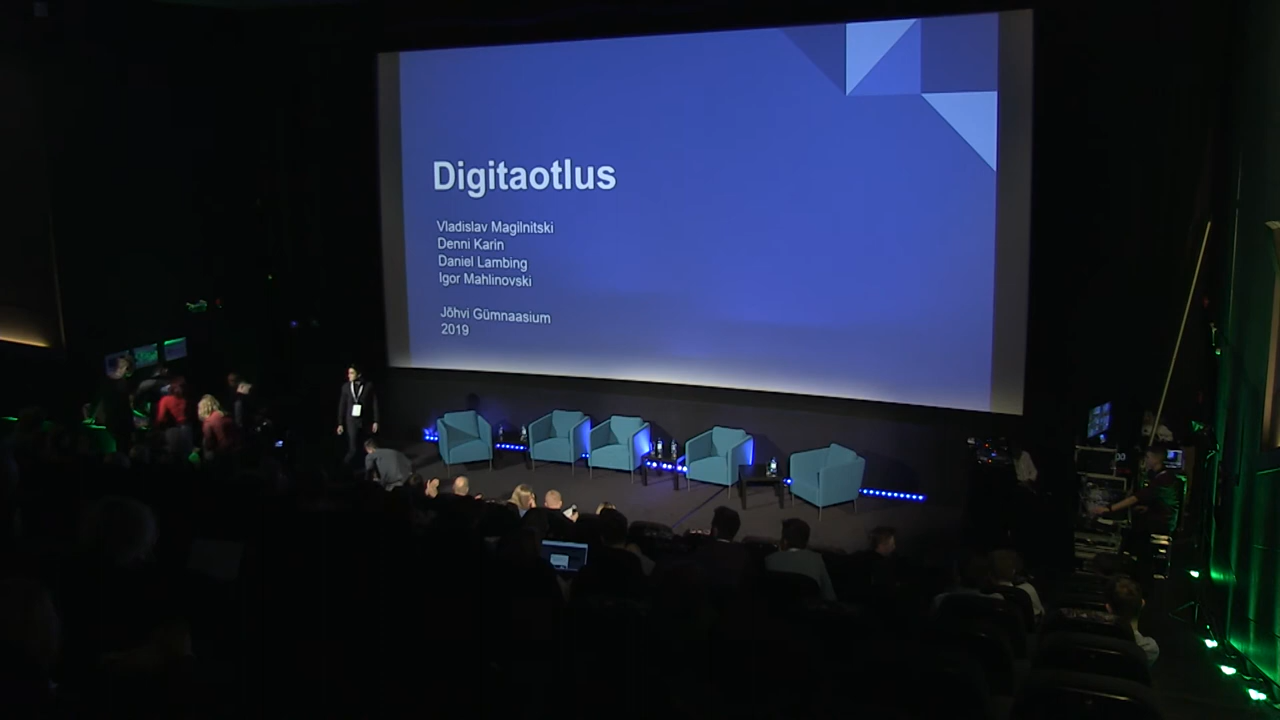 Digitaotlus
Vladislav Magilnitski
Denni Karin
Daniel Lambing
Igor Mahlinovski
Jõhvi Gümnaasium
2019